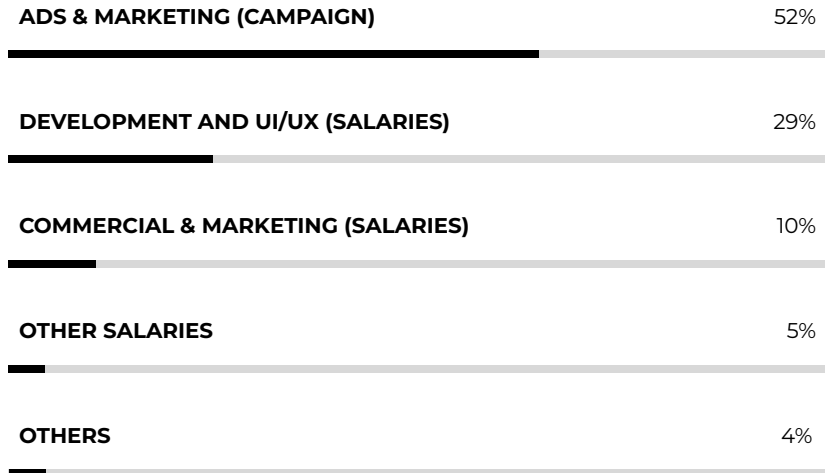 ADS & MARKETING (CAMPAIGN) 52%
DEVELOPMENT AND UI/UX (SALARIES) 29%
COMMERCIAL & MARKETING (SALARIES) 10%
OTHER SALARIES 5%
OTHERS 4%